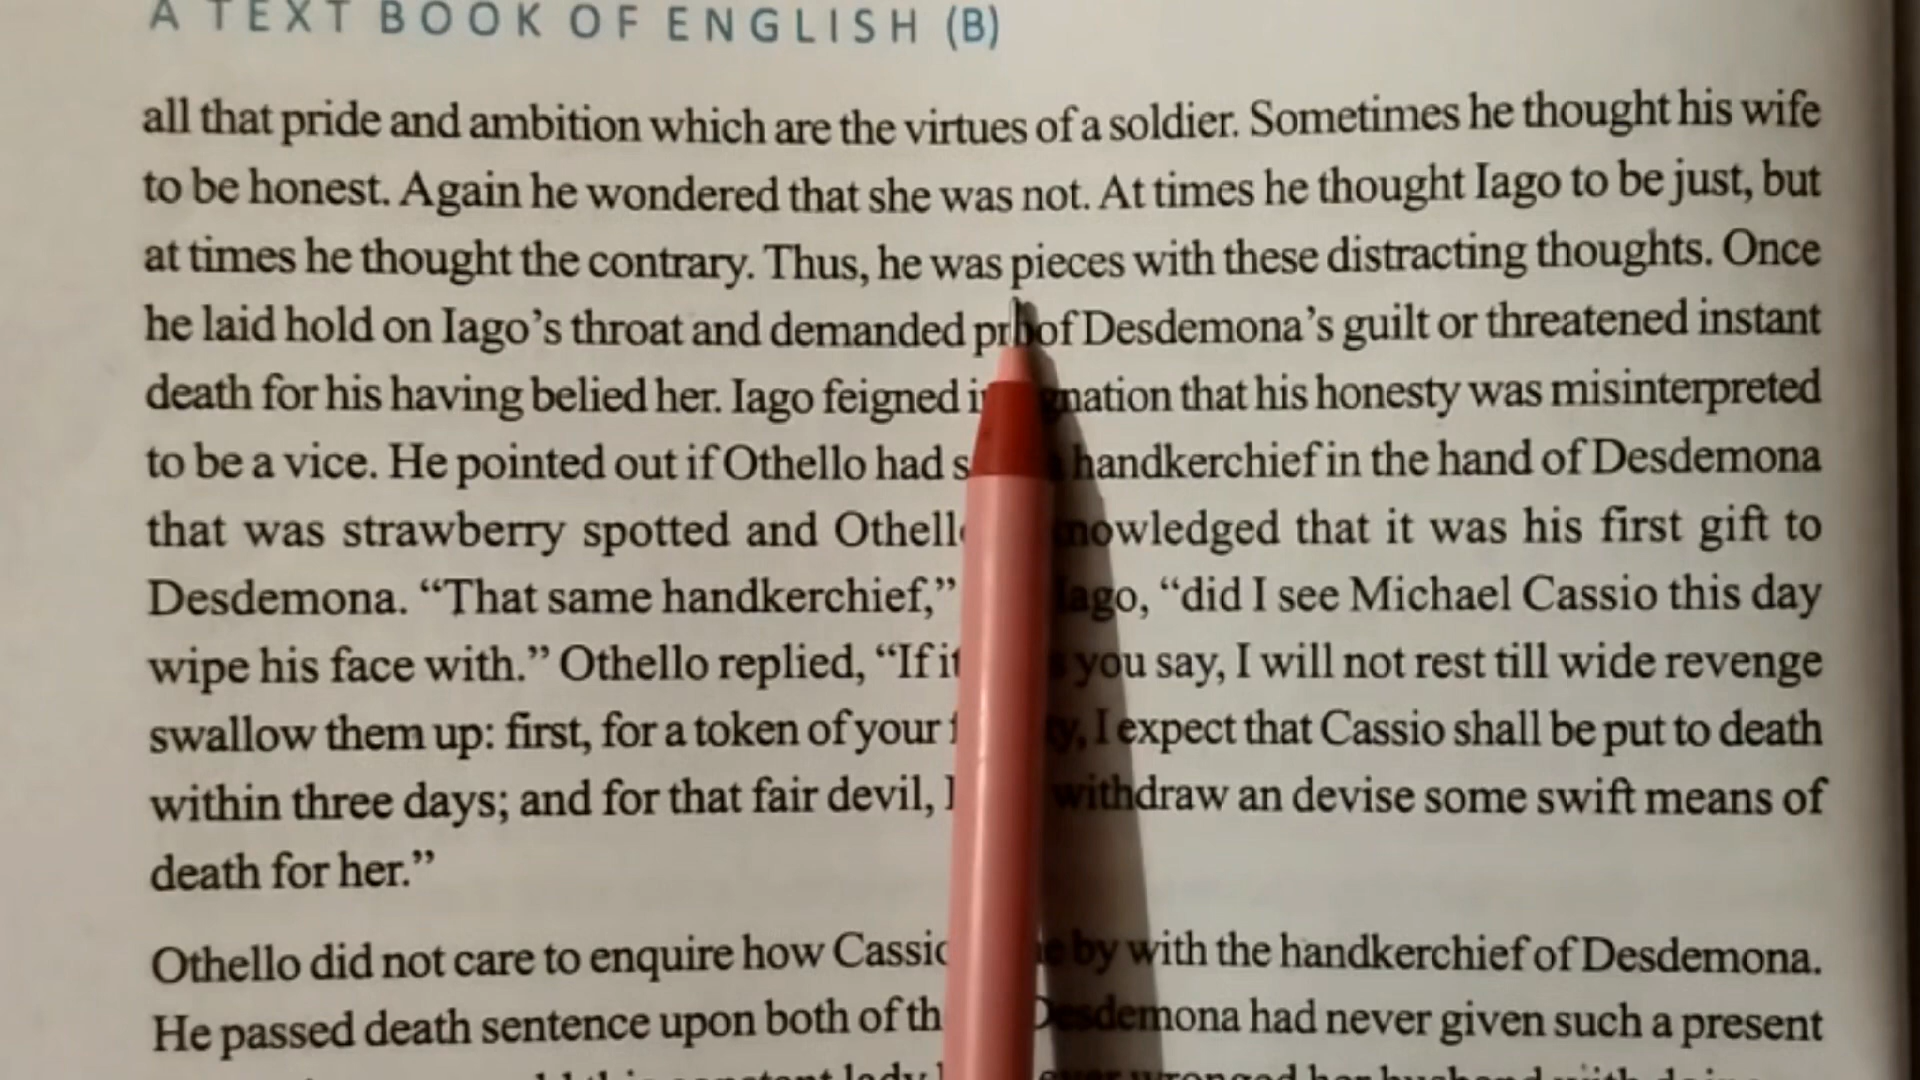 A TEXT BOOK OF ENGLISH (B)
all that pride and ambition which are the virtues of a soldier. Sometimes he thought his wife
to be honest. Again he wondered that she was not. At times he thought Iago to be just, but
at times he thought the contrary. Thus, he was pieces with these distracting thoughts. Once
he laid hold on Iago’s throat and demanded proof Desdemona’s guilt or threatened instant
death for his having belied her. Iago feigned that his honesty was misinterpreted
to be a vice. He pointed out if Othello had handkerchief in the hand of Desdemona
that was strawberry spotted and Othello that it was his first gift to
Desdemona. “That same handkerchief,” Iago, “did I see Michael Cassio this day
wipe his face with.” Othello replied, “If it you say, I will not rest till wide revenge
swallow them up: first, for a token of your I expect that Cassio shall be put to death
within three days; and for that fair devil, withdraw an devise some swift means of
death for her.”
Othello did not care to enquire how Cassio by with the handkerchief of Desdemona.
He passed death sentence upon both of Desdemona had never given such a present